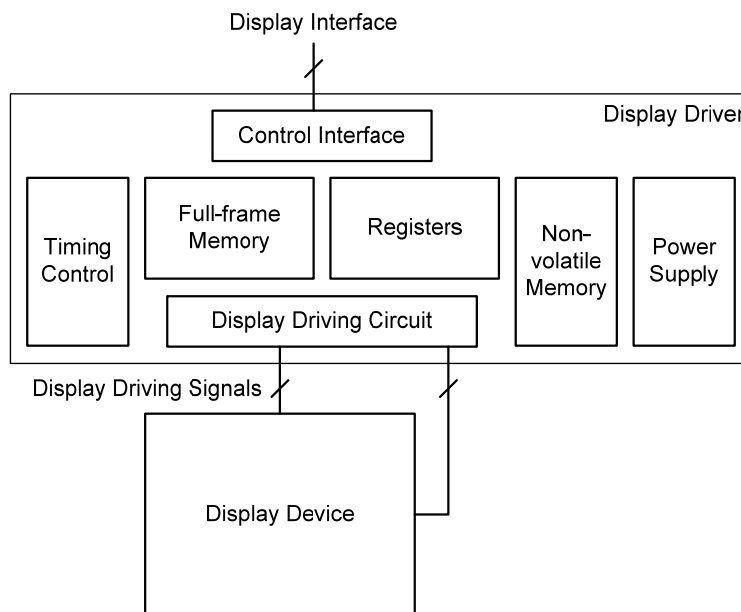 Display Interface
Display Driver
Control Interface
Timing
Control
Full-frame
Memory
Registers
Non-
volatile
Memory
Power
Supply
Display Driving Circuit
Display Driving Signals
Display Device